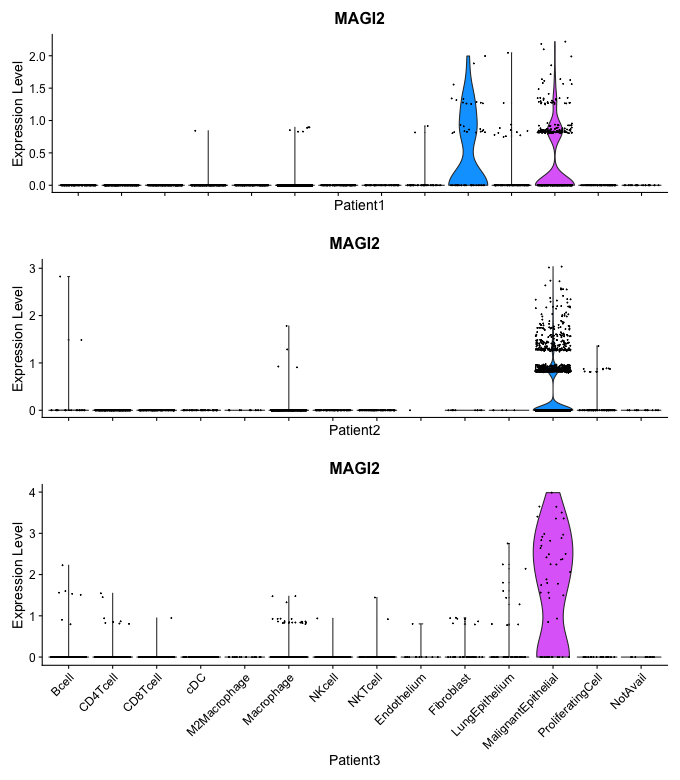 MAGI2
Expression Level
2.0
1.5
1.0
0.5
0.0
Patient1
MAGI2
Expression Level
3
2
1
0
Patient2
MAGI2
Expression Level
4
3
2
1
0
Bcell
CD4Tcell
CD8Tcell
cDC
M2Macrophage
Macrophage
NKcell
NKTcell
Endothelium
Fibroblast
LungEpithelium
MalignantEpithelial
ProliferatingCell
NotAvail
Patient3